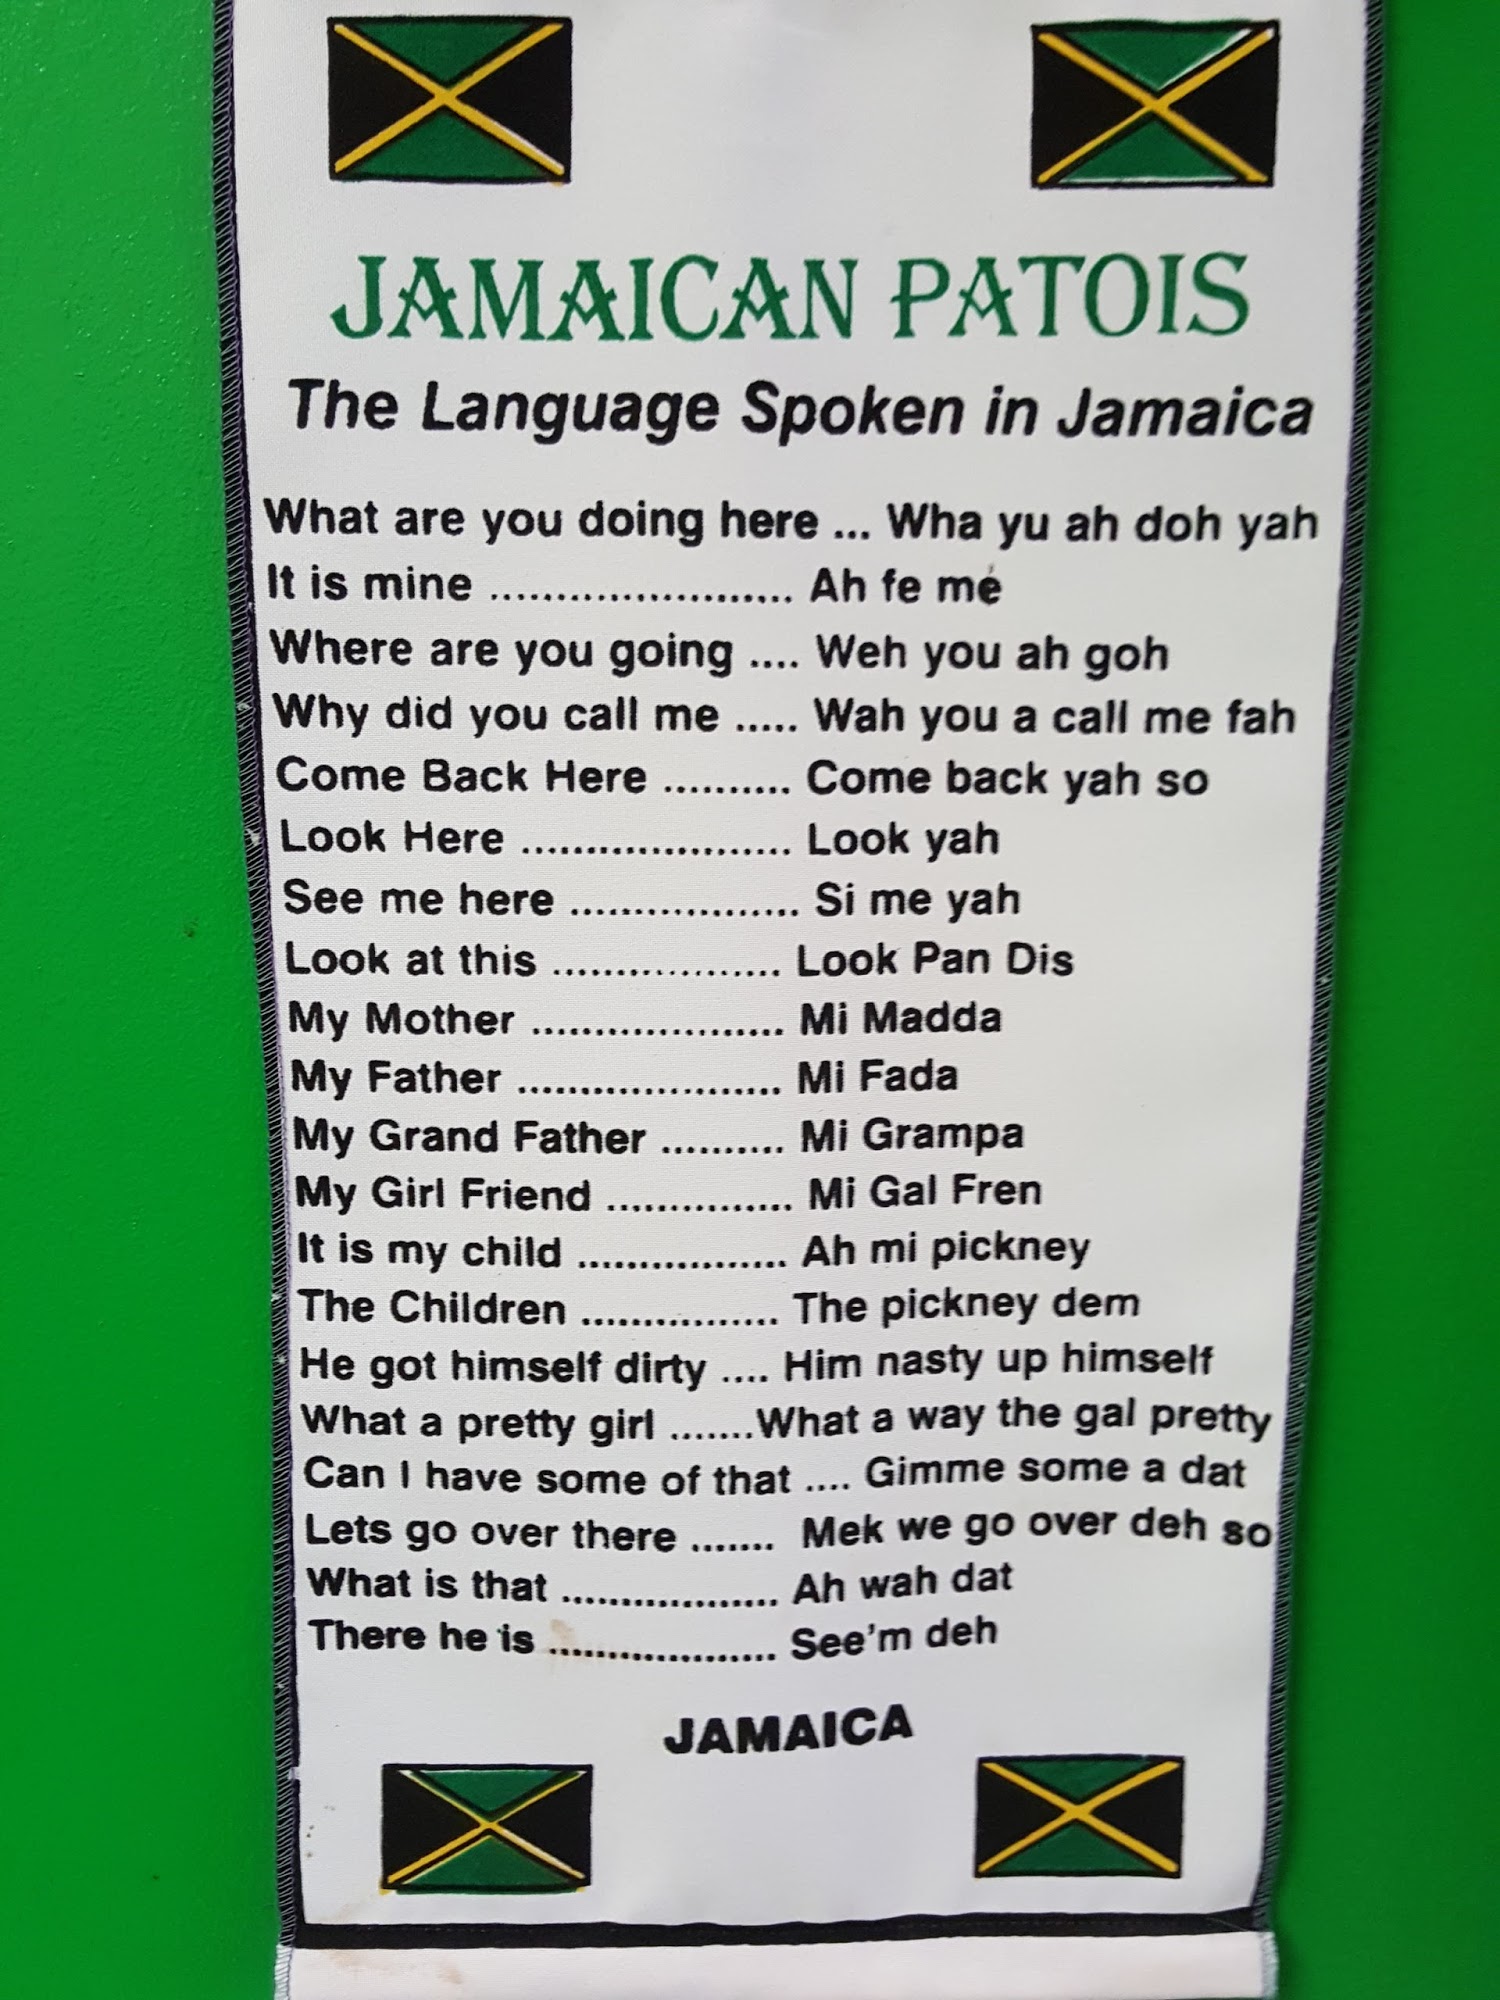 JAMAICAN PATOIS
The Language Spoken in Jamaica
What are you doing here ... Wha yu ah doh yah
It is mine ........................ Ah fe me
Where are you going .... Weh you ah goh
Why did you call me ..... Wah you a call me fah
Come Back Here .......... Come back yah so
Look Here ..................... Look yah
See me here .................. Si me yah
Look at this .................. Look Pan Dis
My Mother .................... Mi Madda
My Father ..................... Mi Fada
My Grand Father .......... Mi Grampa
My Girl Friend ............... Mi Gal Fren
It is my child ................. Ah mi pickney
The Children ................ The pickney dem
He got himself dirty .... Him nasty up himself
What a pretty girl .......What a way the gal pretty
Can I have some of that .... Gimme some a dat
Lets go over there ....... Mek we go over deh so
What is that .................. Ah wah dat
There he is ................... See'm deh
JAMAICA